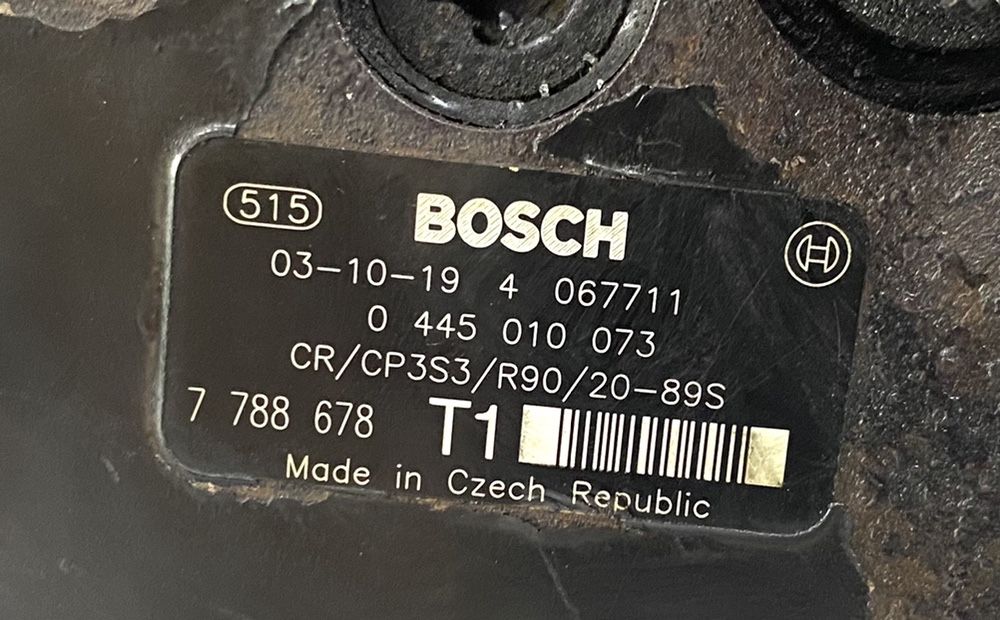 515
BOSCH
03-10-19 4 067711
0 445 010 073
CR/CP3S3/R90/20-89S
7 788 678 T1
Made in Czech Republic